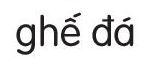 ghế đá